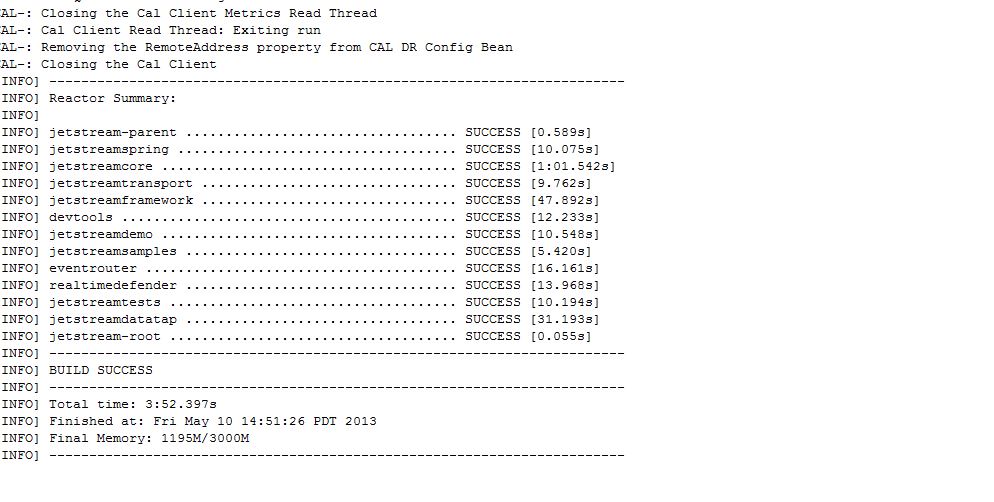 AL-: Closing the Cal Client Metrics Read Thread
AL-: Cal Client Read Thread: Exiting run
AL-: Removing the RemoteAddress property from CAL DR Config Bean
AL-: Closing the Cal Client
INFO] ------------------------------------------------------------------------
INFO] Reactor Summary:
INFO]
INFO] jetstream-parent .................................. SUCCESS [0.589s]
INFO] jetstreamspring ................................... SUCCESS [10.075s]
INFO] jetstreamcore ..................................... SUCCESS [1:01.542s]
INFO] jetstreamtransport ................................ SUCCESS [9.762s]
INFO] jetstreamframework ................................ SUCCESS [47.892s]
INFO] devtools .......................................... SUCCESS [12.233s]
INFO] jetstreamdemo ..................................... SUCCESS [10.548s]
INFO] jetstreamsamples .................................. SUCCESS [5.420s]
INFO] eventrouter ....................................... SUCCESS [16.161s]
INFO] realtimedefender .................................. SUCCESS [13.968s]
INFO] jetstreamtests .................................... SUCCESS [10.194s]
INFO] jetstreamdatatap .................................. SUCCESS [31.193s]
INFO] jetstream-root .................................... SUCCESS [0.055s]
INFO] ------------------------------------------------------------------------
INFO] BUILD SUCCESS
INFO] ------------------------------------------------------------------------
INFO] Total time: 3:52.397s
INFO] Finished at: Fri May 10 14:51:26 PDT 2013
INFO] Final Memory: 1195M/3000M
INFO] ------------------------------------------------------------------------